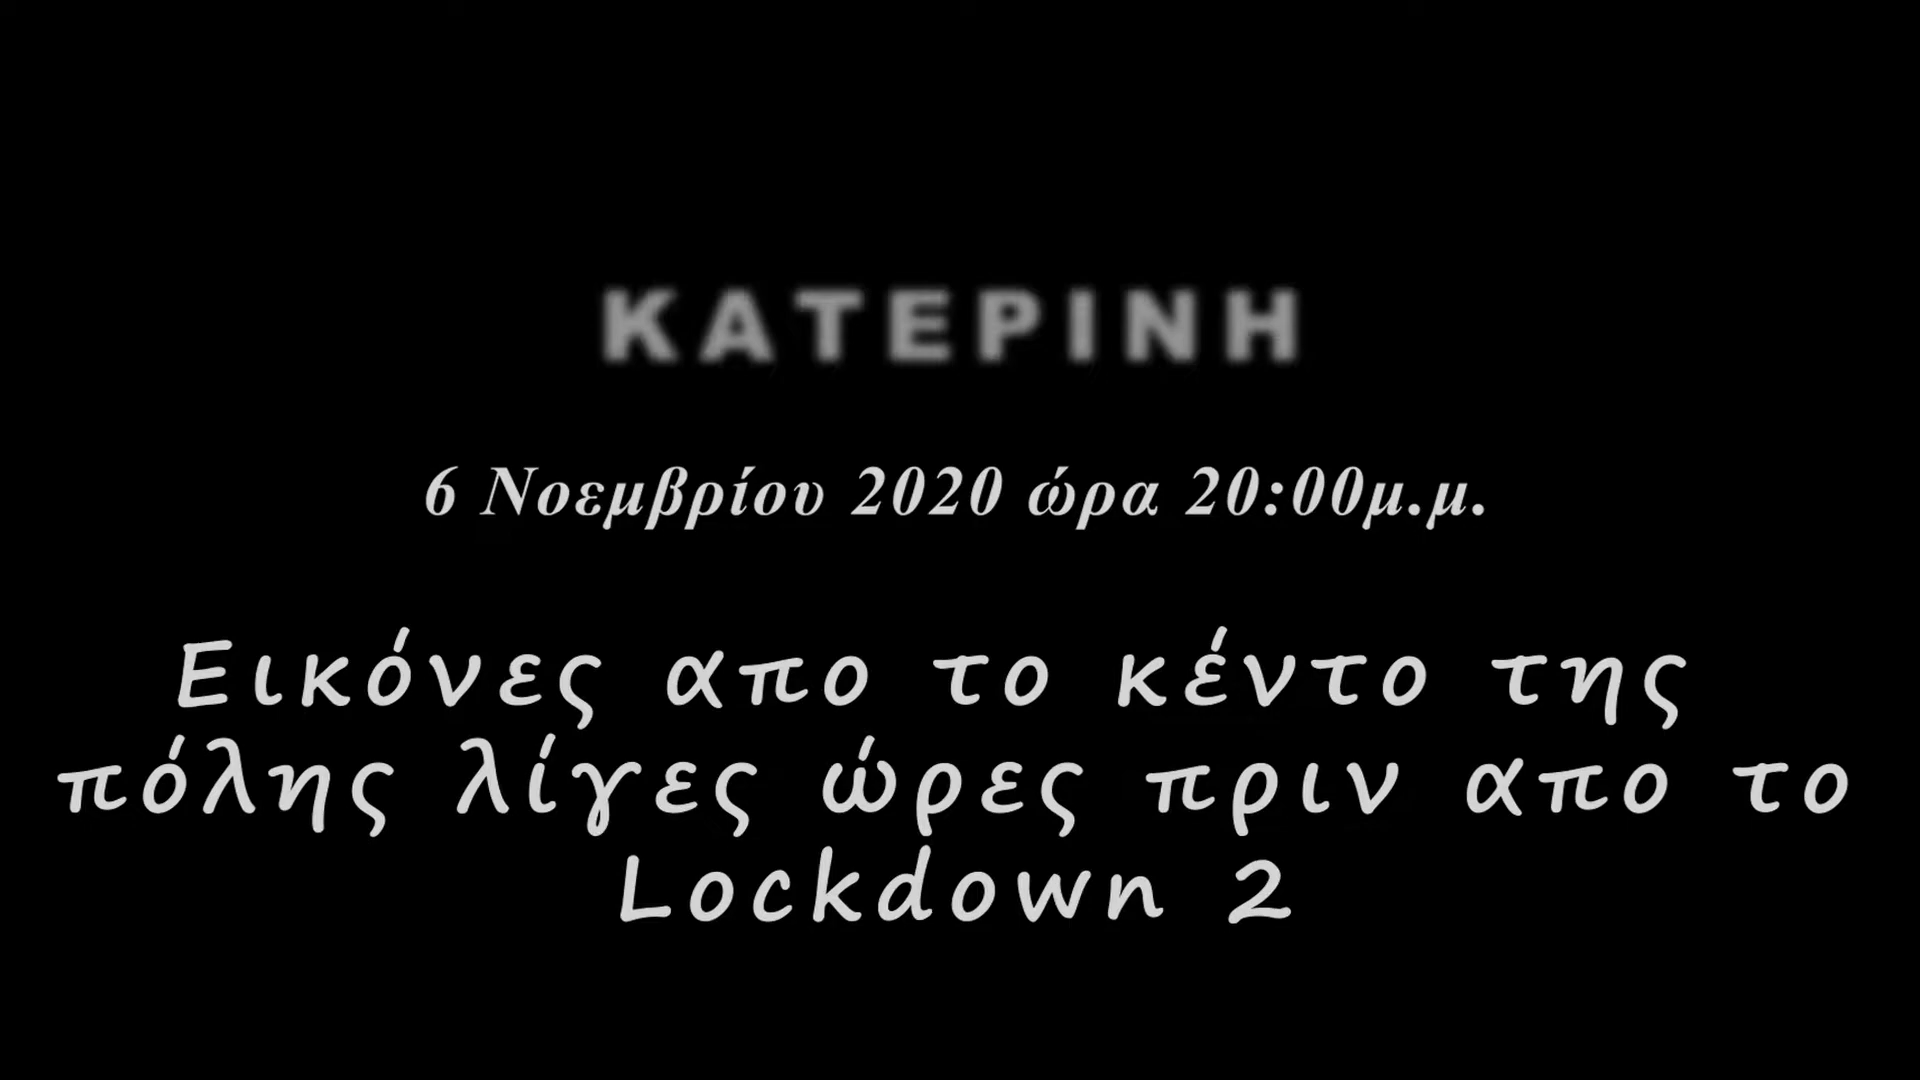 ΚΑΤΕΡΙΝΗ
6 Νοεμβρίου 2020 ώρα 20:00μ.μ.
Εικόνες απο το κέντο της
πόλης λίγες ώρες πριν απο το
Lockdown 2